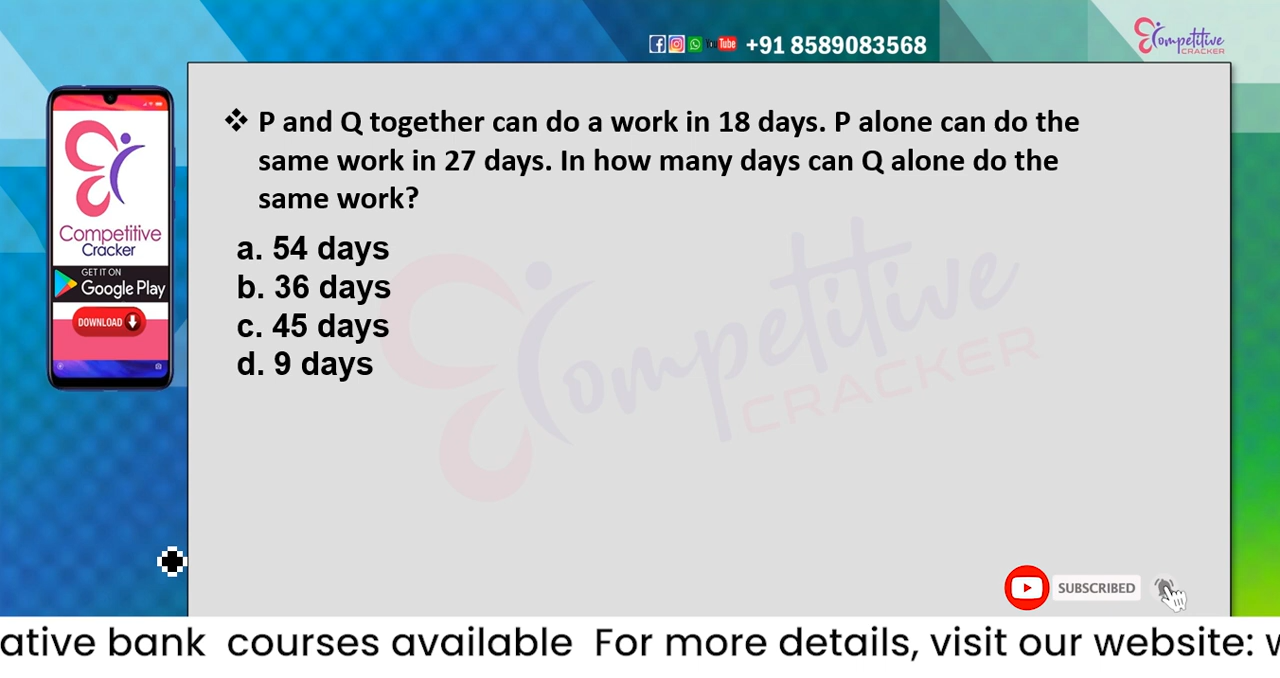 +91 8589083568
Competitive
CRACKER
❖ P and Q together can do a work in 18 days. P alone can do the
same work in 27 days. In how many days can Q alone do the
same work?
a. 54 days
b. 36 days
c. 45 days
d. 9 days
Competitive
Cracker
GET IT ON
Google Play
DOWNLOAD
Competitive
CRACKER
SUBSCRIBED
ative bank courses available For more details, visit our website: w